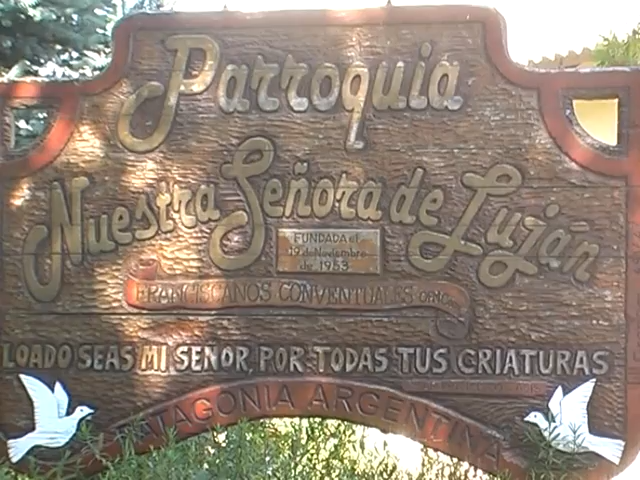 Parroquia
Nuestra Señora de Luján
FUNDADA el
19 de Noviembre
de 1953
FRANCISCANOS CONVENTUALES
LOADO SEAS MI SEÑOR, POR TODAS TUS CRIATURAS
PATAGONIA ARGENTINA